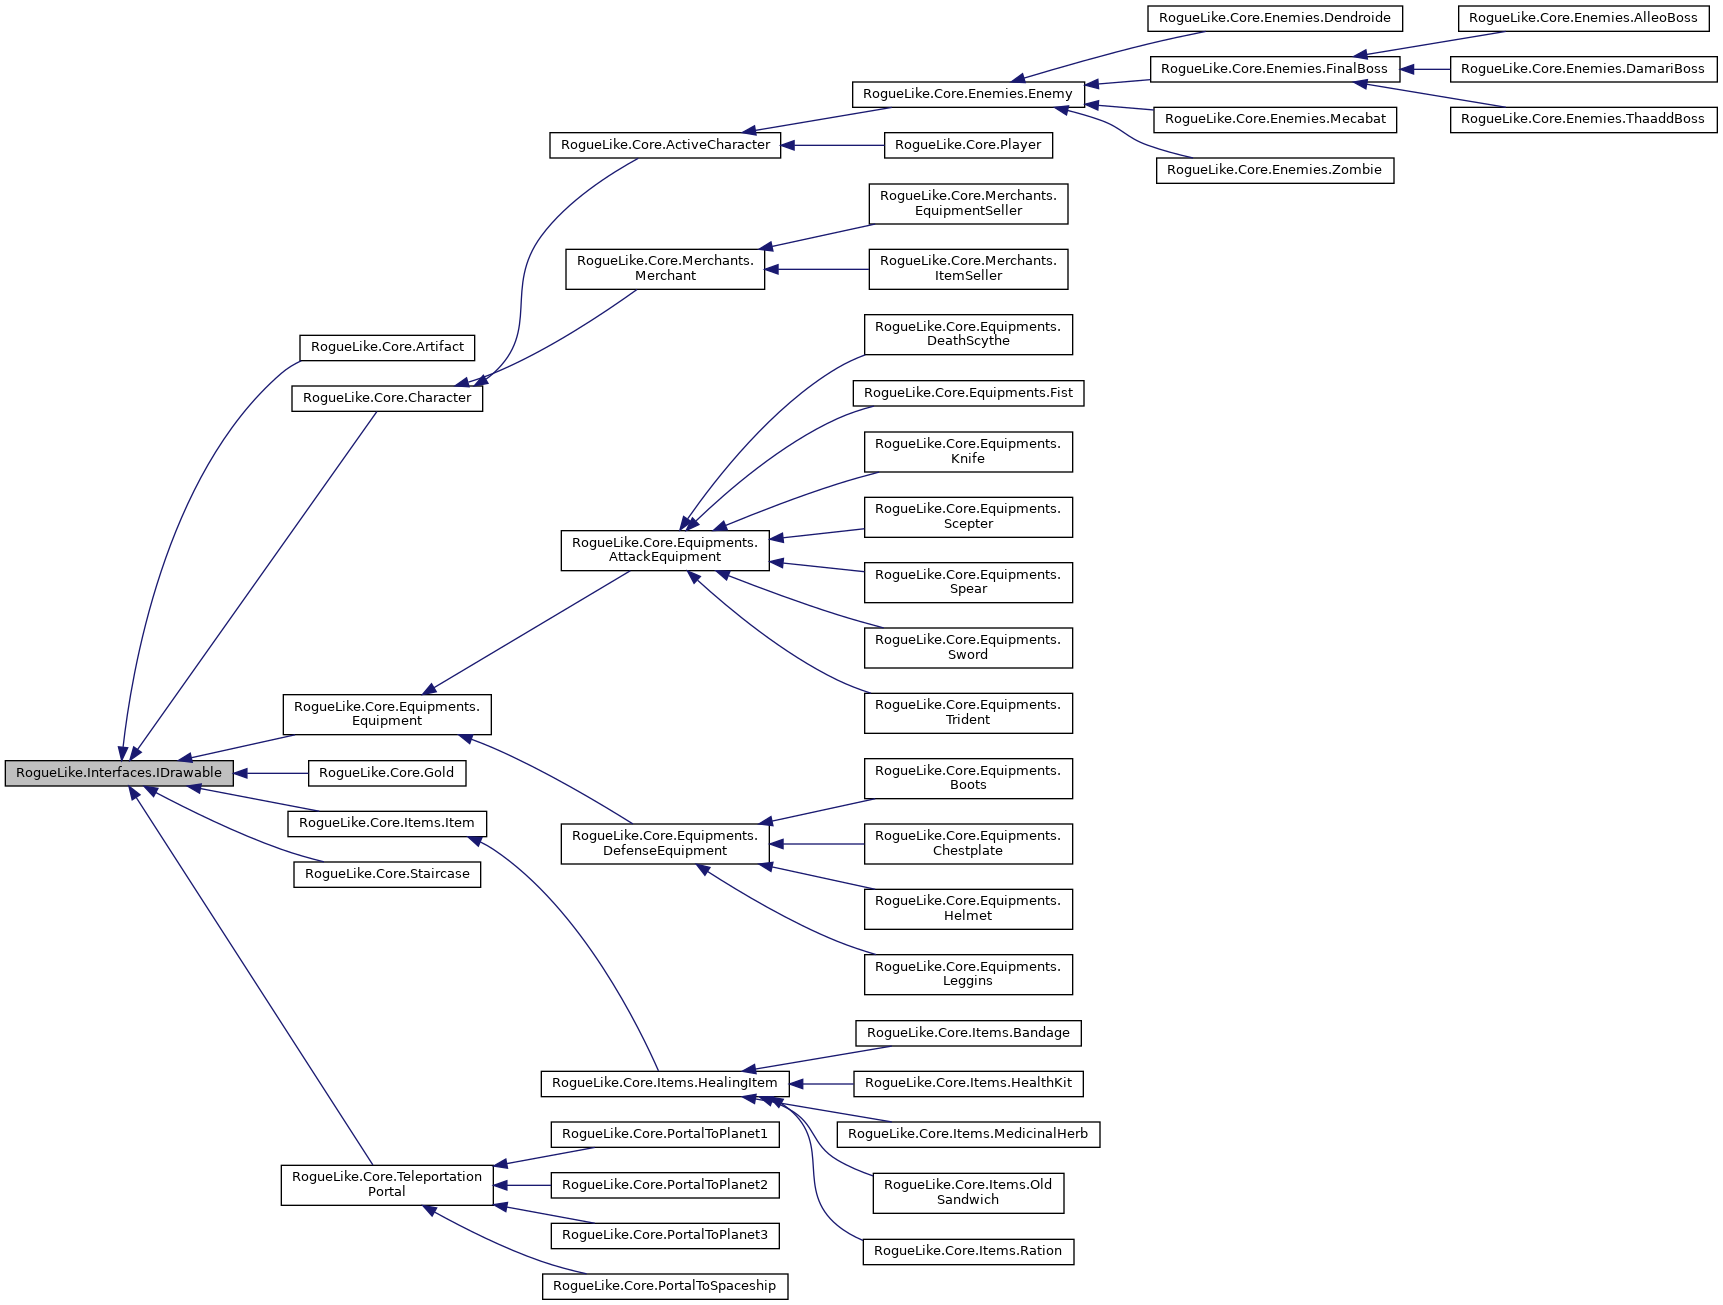 RogueLike.Core.Enemies.Dendroide
RogueLike.Core.Enemies.AlleoBoss
RogueLike.Core.Enemies.FinalBoss
RogueLike.Core.Enemies.DamariBoss
RogueLike.Core.Enemies.Enemy
RogueLike.Core.Enemies.Mecabat
RogueLike.Core.Enemies.ThaaddBoss
RogueLike.Core.ActiveCharacter
RogueLike.Core.Player
RogueLike.Core.Enemies.Zombie
RogueLike.Core.Merchants.
EquipmentSeller
RogueLike.Core.Merchants.
Merchant
RogueLike.Core.Merchants.
ItemSeller
RogueLike.Core.Equipments.
DeathScythe
RogueLike.Core.Artifact
RogueLike.Core.Character
RogueLike.Core.Equipments.Fist
RogueLike.Core.Equipments.
Knife
RogueLike.Core.Equipments.
Scepter
RogueLike.Core.Equipments.
AttackEquipment
RogueLike.Core.Equipments.
Spear
RogueLike.Core.Equipments.
Sword
RogueLike.Core.Equipments.
Equipment
RogueLike.Core.Equipments.
Trident
RogueLike.Interfaces.IDrawable
RogueLike.Core.Gold
RogueLike.Core.Equipments.
Boots
RogueLike.Core.Items.Item
RogueLike.Core.Equipments.
DefenseEquipment
RogueLike.Core.Equipments.
Chestplate
RogueLike.Core.Staircase
RogueLike.Core.Equipments.
Helmet
RogueLike.Core.Equipments.
Leggins
RogueLike.Core.Items.Bandage
RogueLike.Core.Items.HealingItem
RogueLike.Core.Items.HealthKit
RogueLike.Core.PortalToPlanet1
RogueLike.Core.Items.MedicinalHerb
RogueLike.Core.Teleportation
Portal
RogueLike.Core.PortalToPlanet2
RogueLike.Core.Items.Old
Sandwich
RogueLike.Core.PortalToPlanet3
RogueLike.Core.Items.Ration
RogueLike.Core.PortalToSpaceship